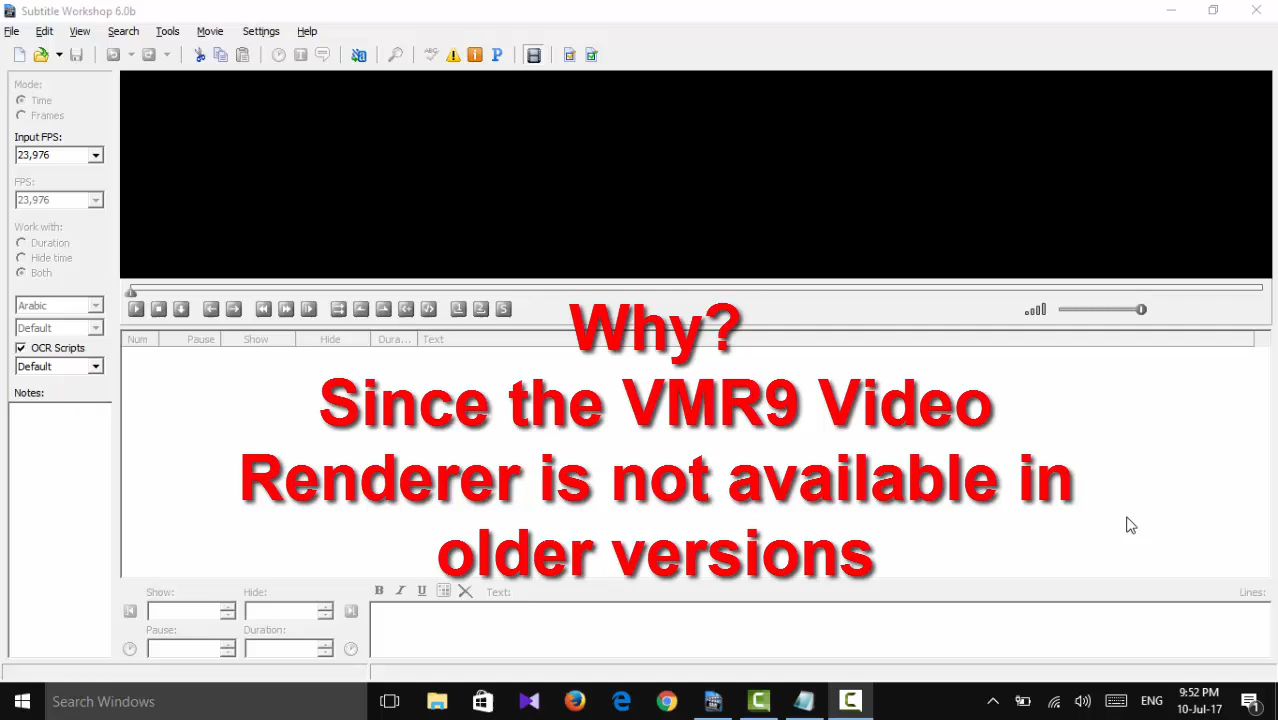 Subtitle Workshop 6.0b
File Edit View Search Tools Movie Settings Help
Mode:
Time
Frames
Input FPS:
23,976
FPS:
23,976
Work with:
Duration
Hide time
Both
Arabic
Default
OCR Scripts
Default
Notes:
Num Pause Show Hide Dura... Text
Why?
Since the VMR9 Video
Renderer is not available in
older versions
Show: Hide: B I U Text: Lines:
Pause: Duration:
Search Windows
ENG
9:52 PM
10-Jul-17